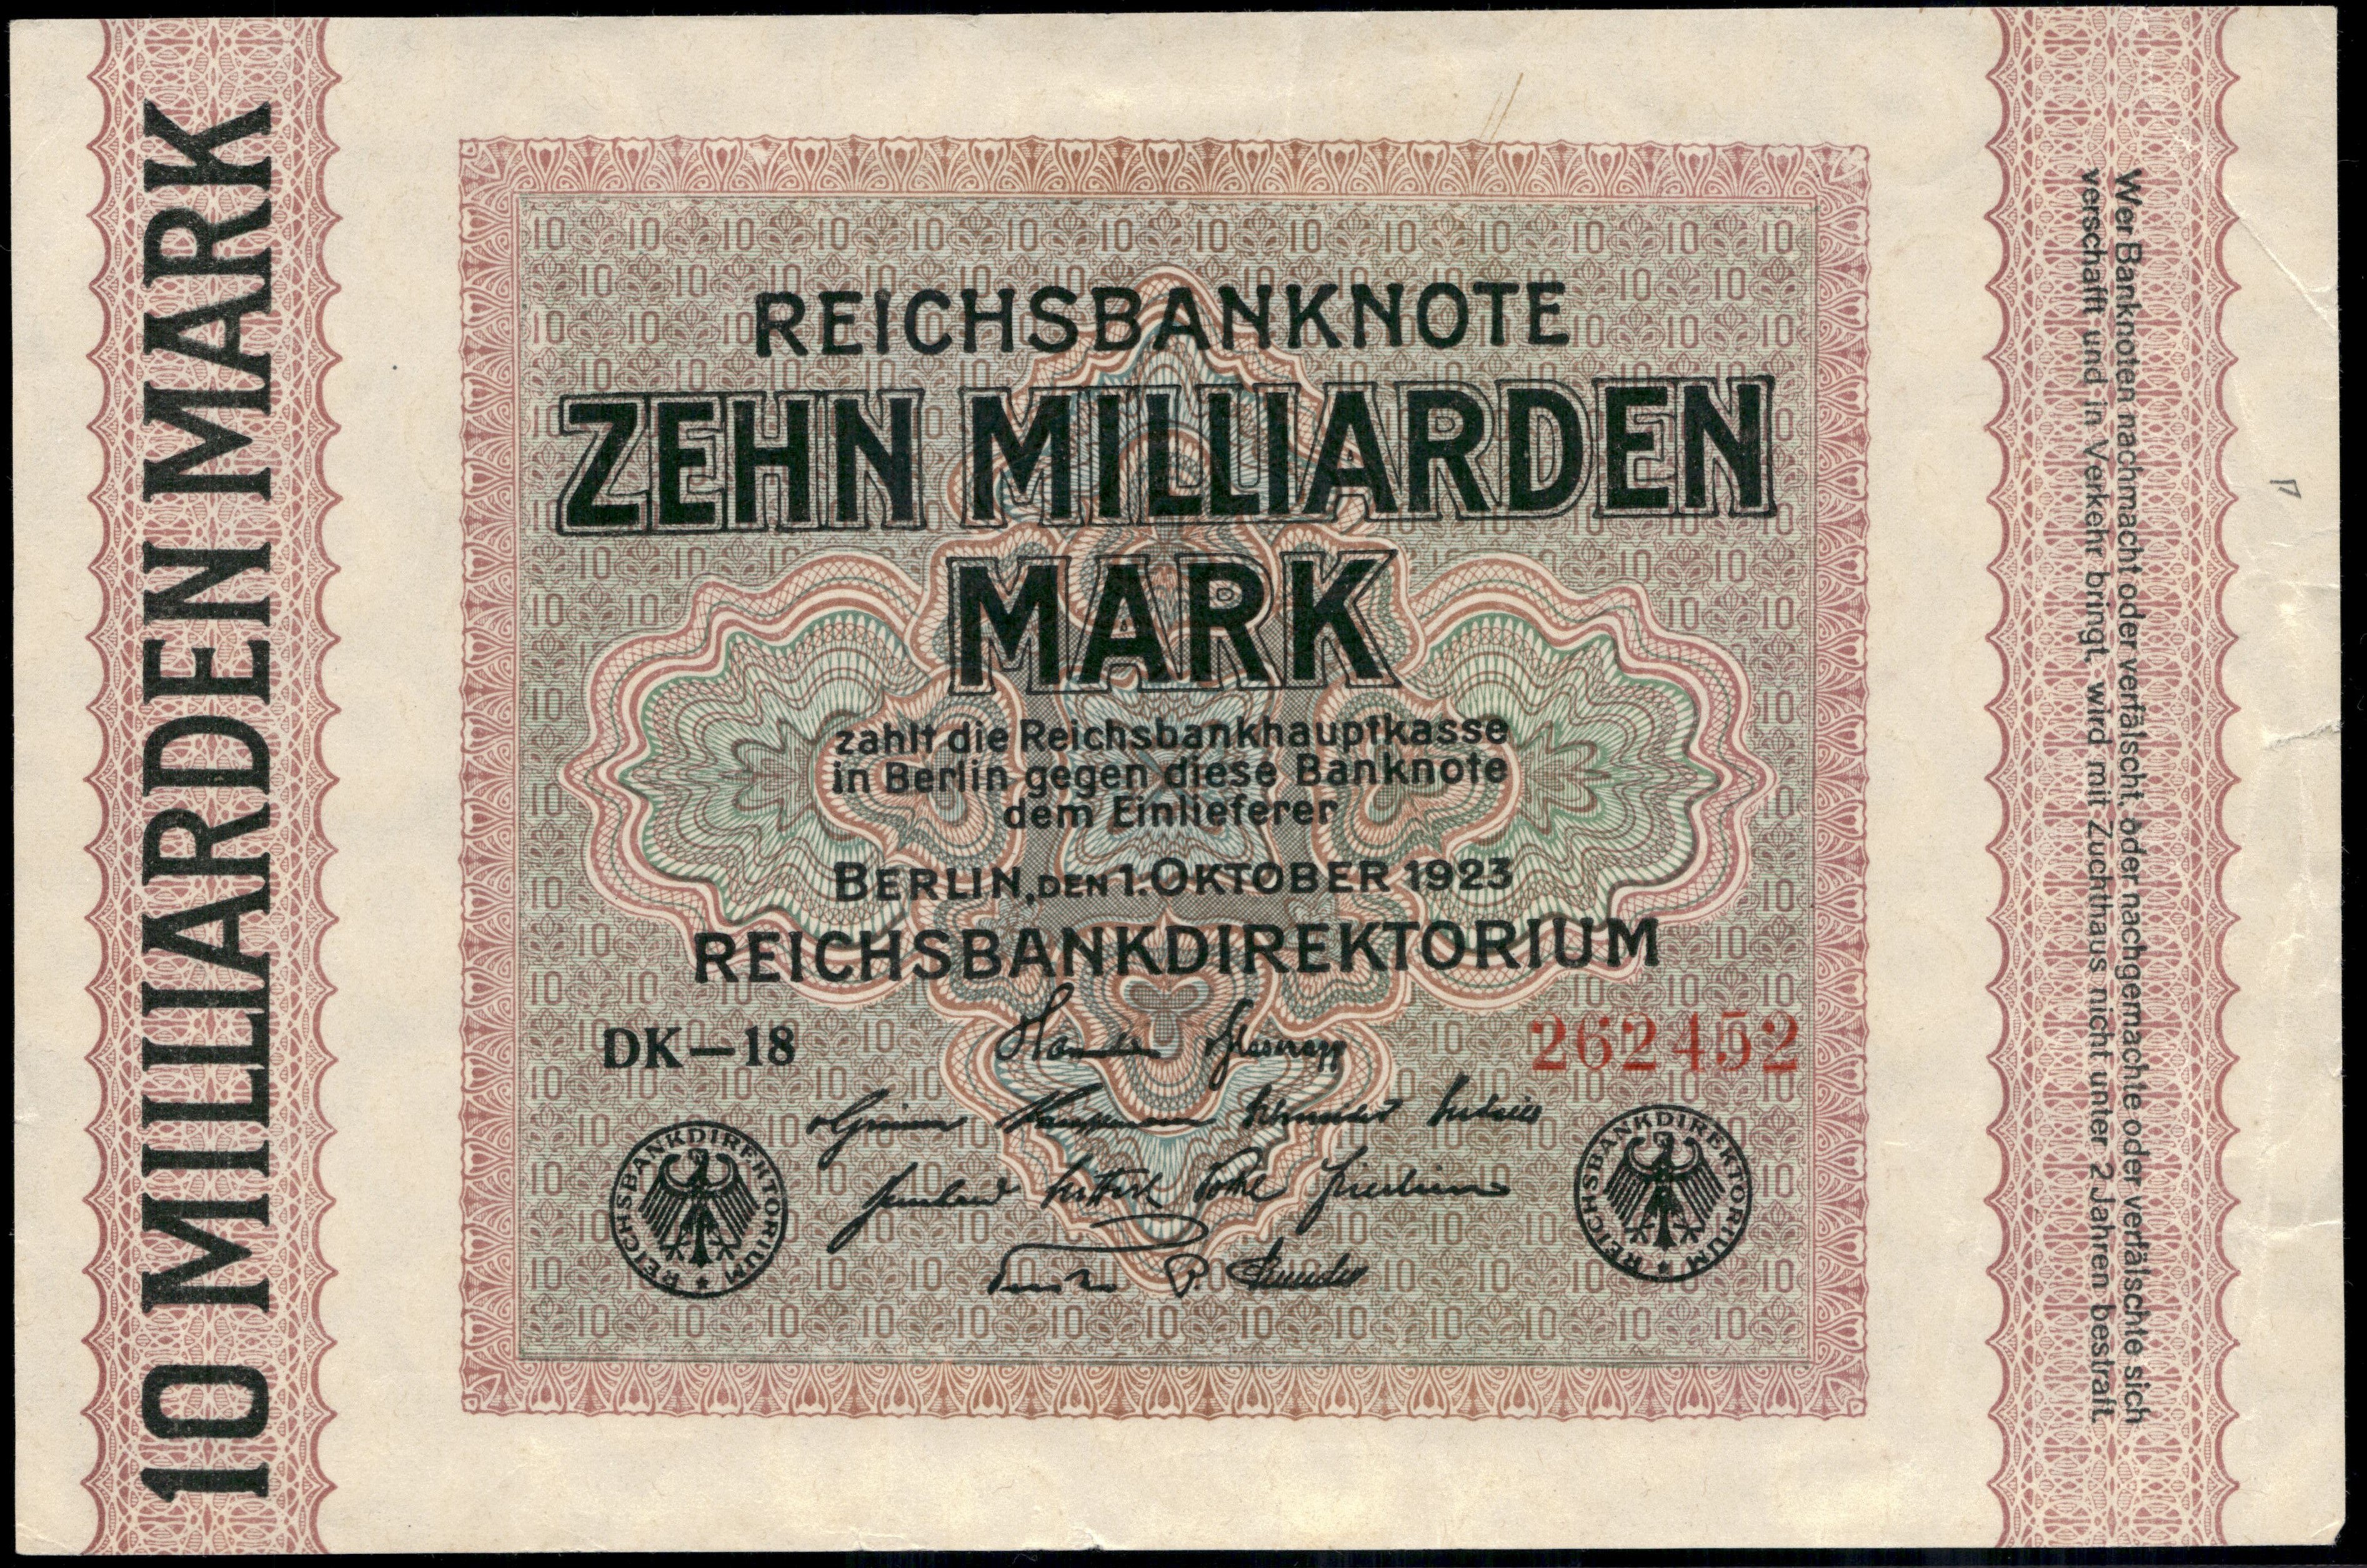 10 MILLIARDEN MARK
REICHSBANKNOTE
ZEHN MILLIARDEN
MARK
zahlt die Reichsbankhauptkasse
in Berlin gegen diese Banknote
dem Einlieferer
BERLIN, DEN 1. OKTOBER 1923
REICHSBANKDIREKTORIUM
DK—18
262452
REICHSBANKDIREKTORIUM
REICHSBANKDIREKTORIUM
Wer Banknoten nachmacht oder verfälscht, oder nachgemachte oder verfälschte sich
verschafft und in Verkehr bringt, wird mit Zuchthaus nicht unter 2 Jahren bestraft.